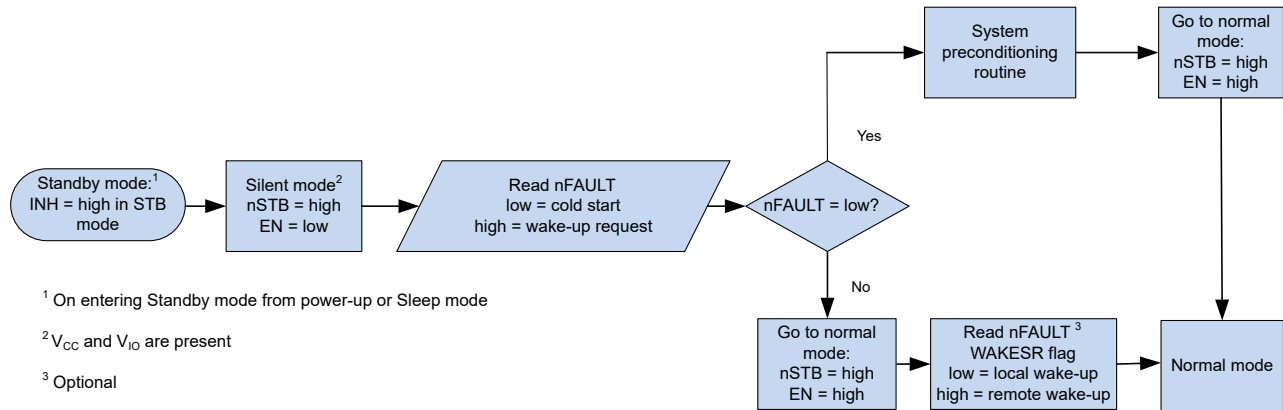 System
preconditioning
routine
Go to normal
mode:
nSTB = high
EN = high
Yes
Standby mode:1
INH = high in STB
mode
Silent mode2
nSTB = high
EN = low
Read nFAULT
low = cold start
high = wake-up request
nFAULT = low?
No
1 On entering Standby mode from power-up or Sleep mode
2 VCC and VIO are present
3 Optional
Go to normal
mode:
nSTB = high
EN = high
Read nFAULT 3
WAKESR flag
low = local wake-up
high = remote wake-up
Normal mode